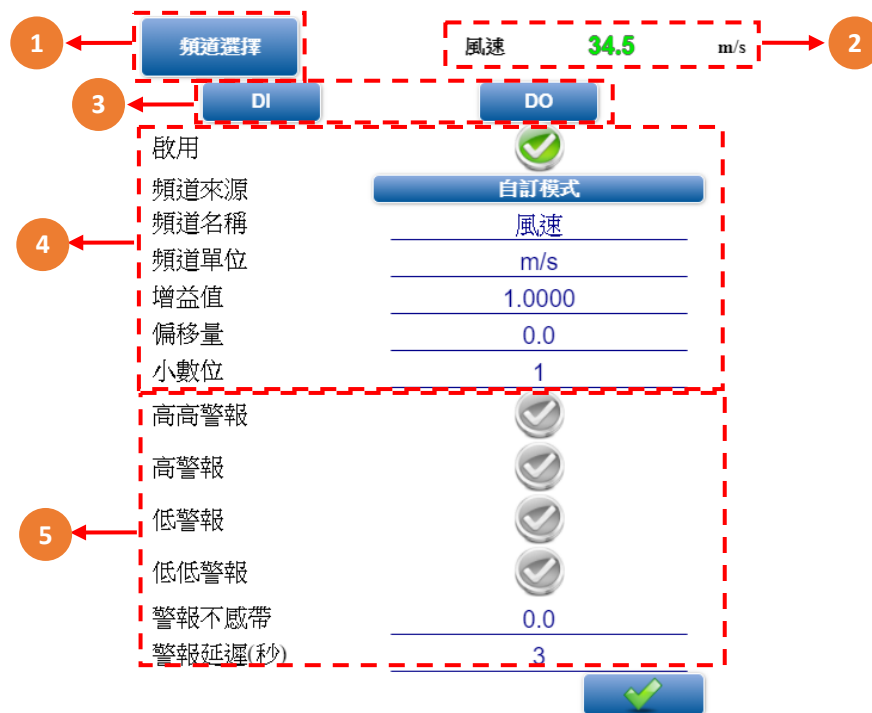 1 頻道選擇 風速 34.5 m/s 2
3 DI DO
啟用
頻道來源 自訂模式
頻道名稱 風速
4
頻道單位 m/s
增益值 1.0000
偏移量 0.0
小數位 1
高高警報
高警報
低警報
5
低低警報
警報不感帶 0.0
警報延遲(秒) 3